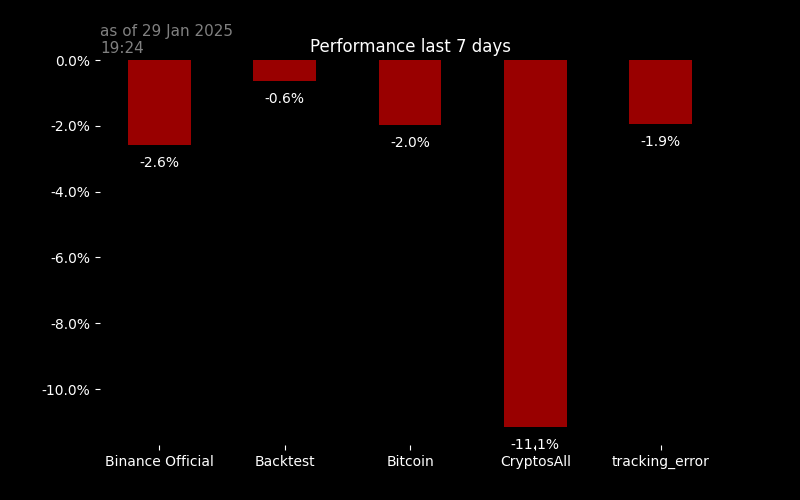 as of 29 Jan 2025
19:24
Performance last 7 days
0.0%
-2.0%
-4.0%
-6.0%
-8.0%
-10.0%
-2.6%
-0.6%
-2.0%
-11.1%
-1.9%
Binance Official
Backtest
Bitcoin
CryptosAll
tracking_error